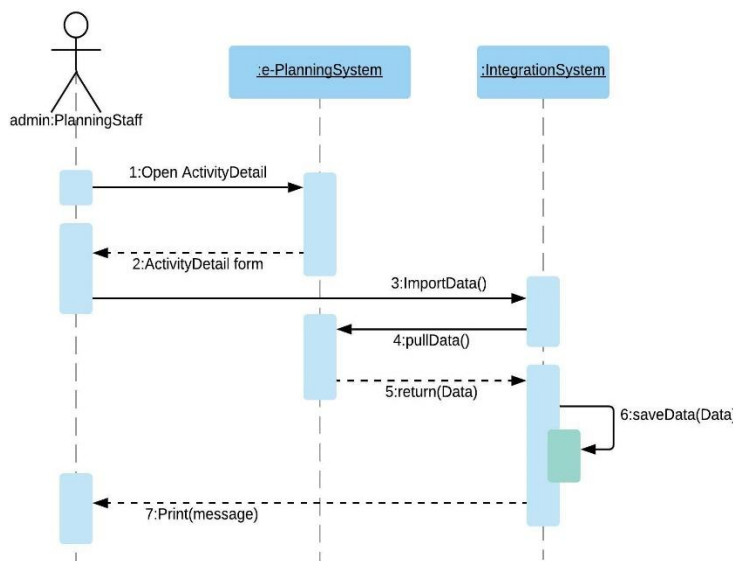 :e-PlanningSystem
:IntegrationSystem
admin:PlanningStaff
1:Open ActivityDetail
2:ActivityDetail form
3:ImportData()
4:pullData()
5:return(Data)
6:saveData(Data)
7:Print(message)